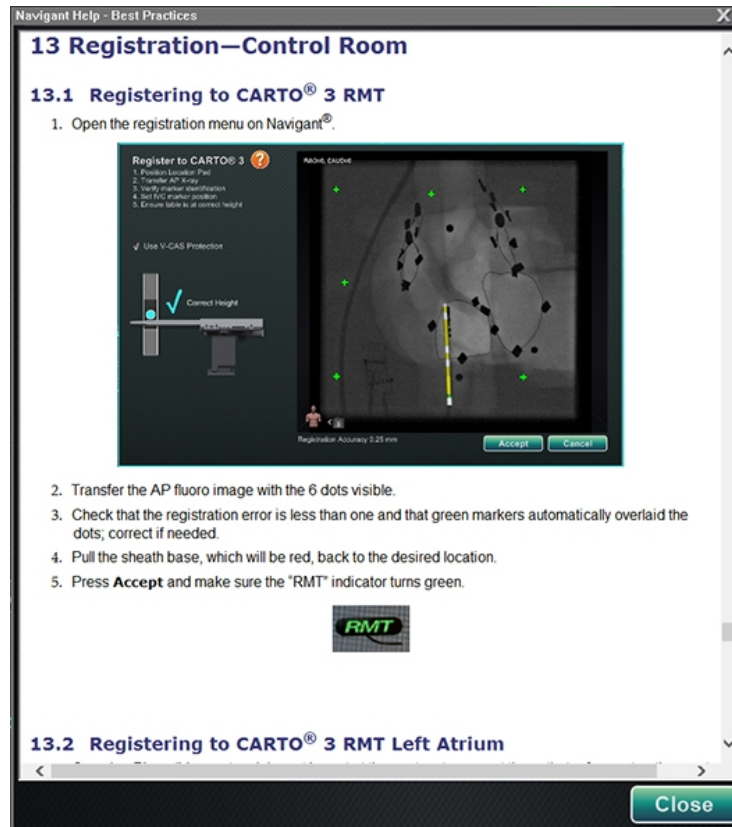 Navigant Help - Best Practices
X
13 Registration—Control Room
13.1 Registering to CARTO® 3 RMT
1. Open the registration menu on Navigant®.
Register to CARTO® 3 ?
1. Position Location Pad
2. Transfer AP X-ray
3. Verify marker identification
4. Set IVC marker position
5. Ensure table is at correct height
√ Use V-CAS Protection
Correct Height
Registration Accuracy 0.25 mm
Accept
Cancel
2. Transfer the AP fluoro image with the 6 dots visible.
3. Check that the registration error is less than one and that green markers automatically overlaid the
dots; correct if needed.
4. Pull the sheath base, which will be red, back to the desired location.
5. Press Accept and make sure the "RMT" indicator turns green.
RMT
13.2 Registering to CARTO® 3 RMT Left Atrium
Close